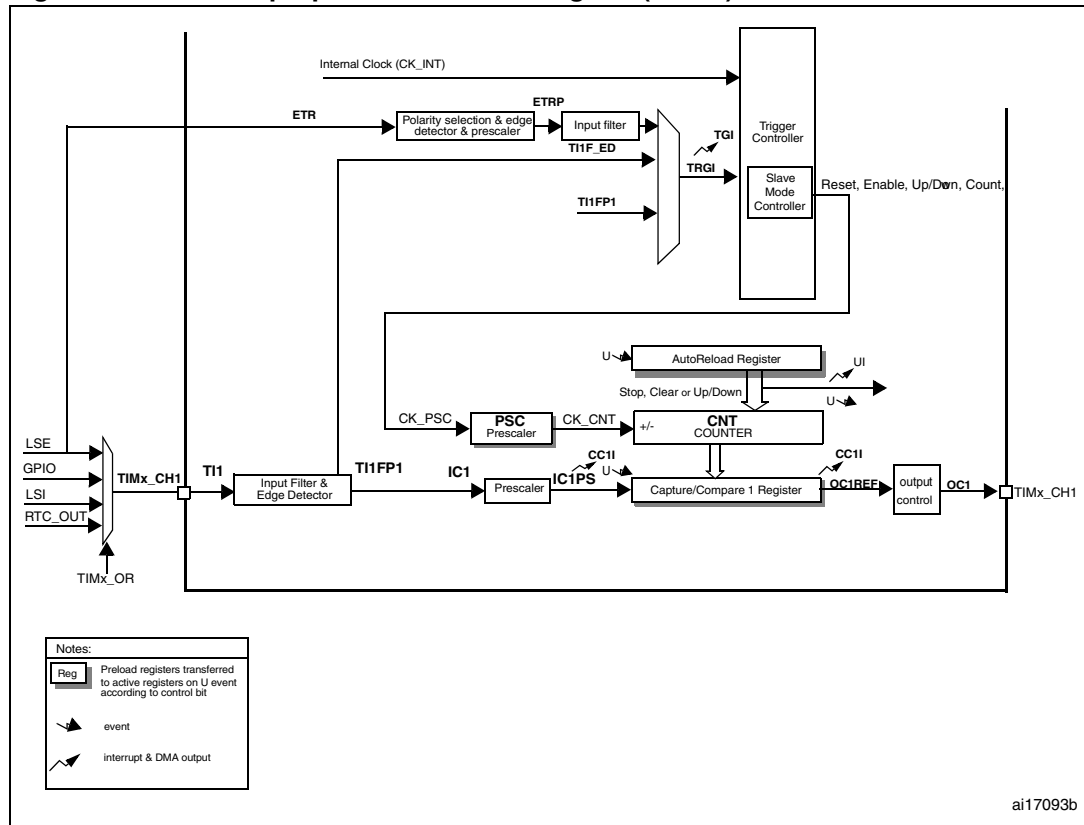 Internal Clock (CK_INT)
ETR
Polarity selection & edge
detector & prescaler
ETRP
Input filter
TI1F_ED
TI1FP1
TGI
TRGI
Trigger
Controller
Slave
Mode
Controller
Reset, Enable, Up/Down, Count,
U
AutoReload Register
UI
Stop, Clear or Up/Down
U
CK_PSC
PSC
Prescaler
CK_CNT
+/-
CNT
COUNTER
LSE
GPIO
LSI
RTC_OUT
TIMx_OR
TIMx_CH1
TI1
Input Filter &
Edge Detector
TI1FP1
IC1
Prescaler
CC1I
IC1PS
U
Capture/Compare 1 Register
CC1I
OC1REF
output
control
OC1
TIMx_CH1
Notes:
Reg
Preload registers transferred
to active registers on U event
according to control bit
event
interrupt & DMA output
ai17093b